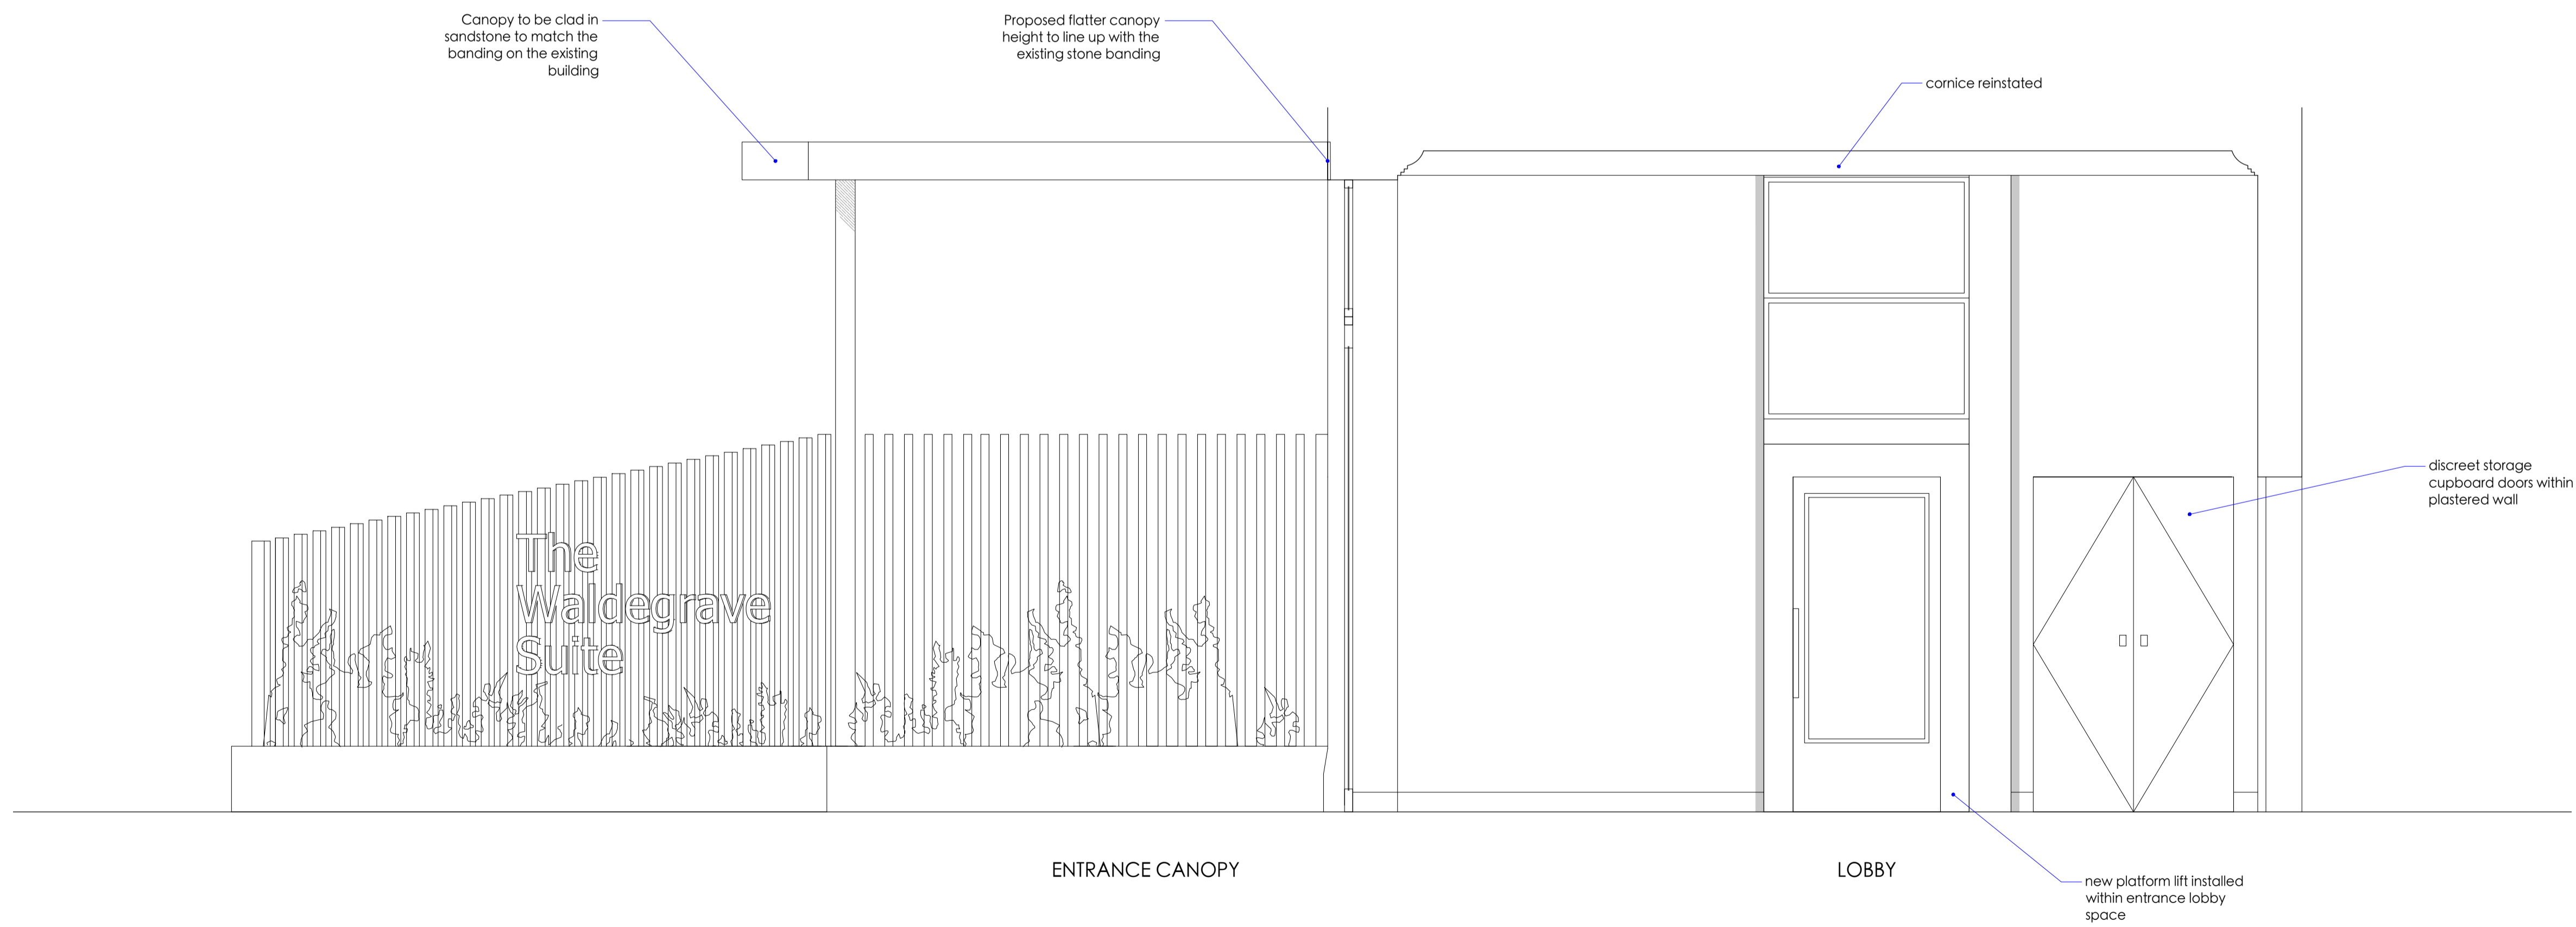 Canopy to be clad in
sandstone to match the
banding on the existing
building
Proposed flatter canopy
height to line up with the
existing stone banding
cornice reinstated
discreet storage
cupboard doors within
plastered wall
The
Waldegrave
Suite
ENTRANCE CANOPY
LOBBY
new platform lift installed
within entrance lobby
space